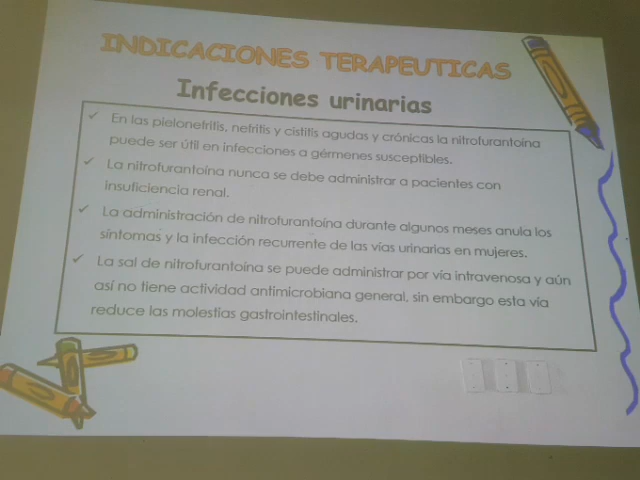 INDICACIONES TERAPEUTICAS
Infecciones urinarias
✓ En las pielonefritis, nefritis y cistitis agudas y crónicas la nitrofurantoína
puede ser útil en infecciones a gérmenes susceptibles.
✓ La nitrofurantoína nunca se debe administrar a pacientes con
insuficiencia renal.
✓ La administración de nitrofurantoína durante algunos meses anula los
síntomas y la infección recurrente de las vías urinarias en mujeres.
✓ La sal de nitrofurantoína se puede administrar por vía intravenosa y aún
así no tiene actividad antimicrobiana general, sin embargo esta vía
reduce las molestias gastrointestinales.